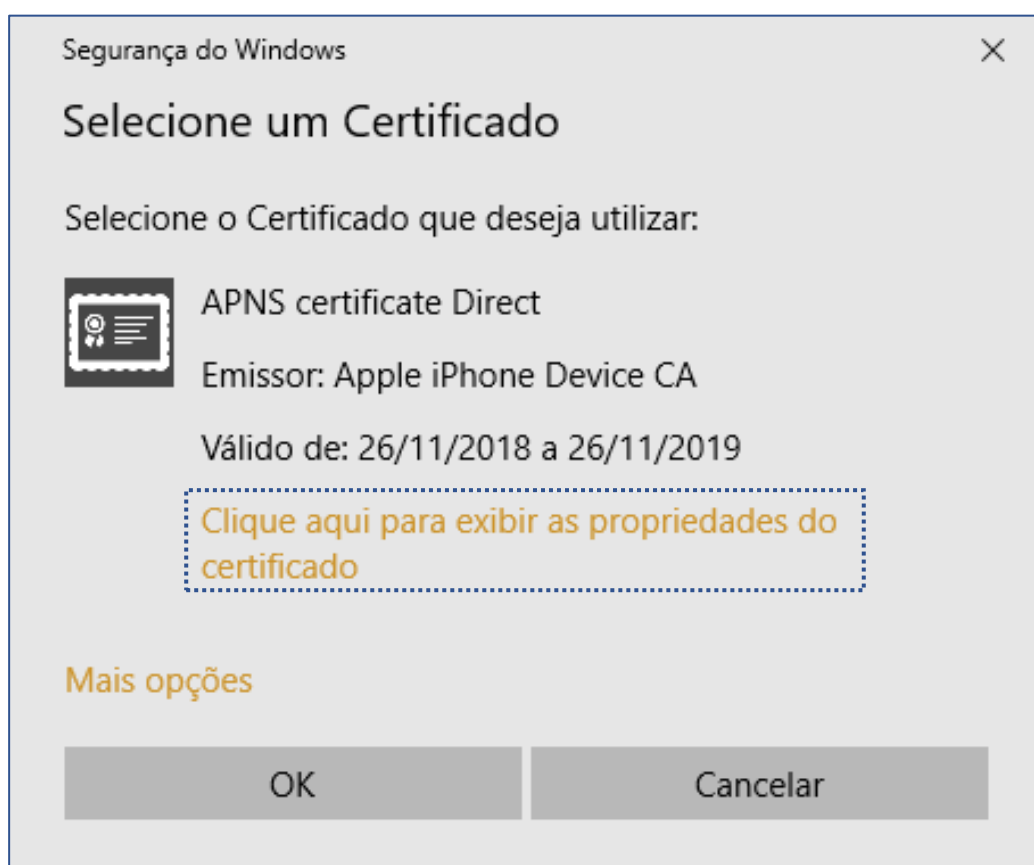 Segurança do Windows
Selecione um Certificado
Selecione o Certificado que deseja utilizar:
APNS certificate Direct
Emissor: Apple iPhone Device CA
Válido de: 26/11/2018 a 26/11/2019
Clique aqui para exibir as propriedades do
certificado
Mais opções
OK
Cancelar